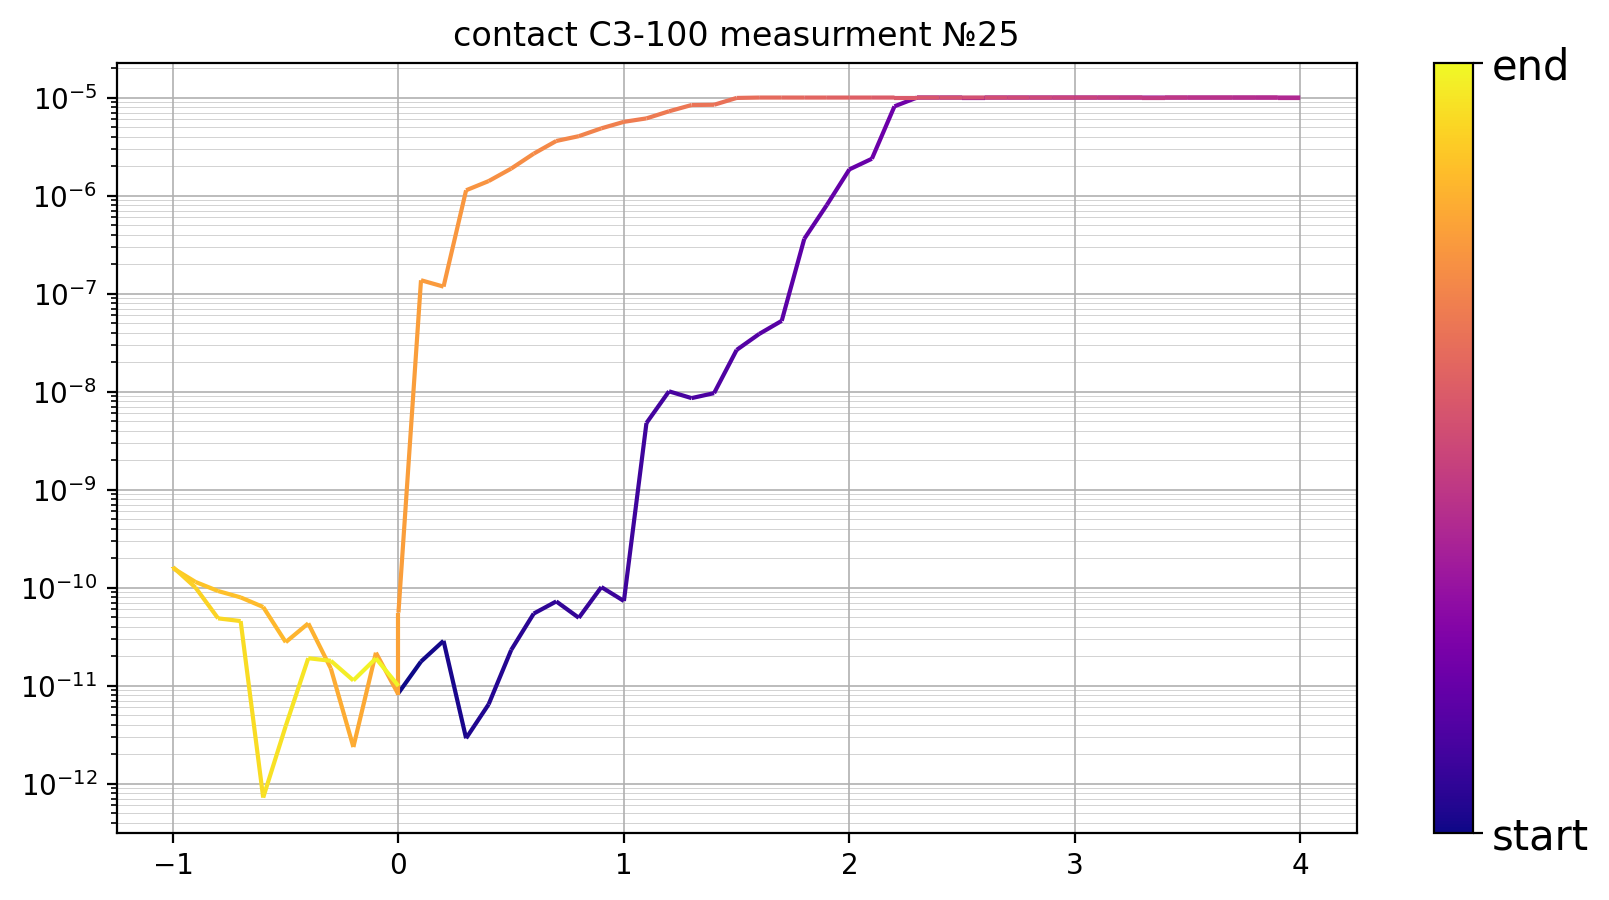 contact C3-100 measurment №25
10⁻⁵
10⁻⁶
10⁻⁷
10⁻⁸
10⁻⁹
10⁻¹⁰
10⁻¹¹
10⁻¹²
−1 0 1 2 3 4
end
start